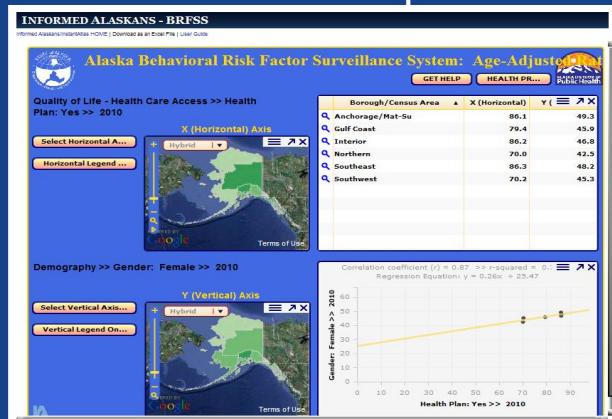 INFORMED ALASKANS - BRFSS
Informed Alaskans/InstantAtlas HOME | Download as an Excel File | User Guide
Alaska Behavioral Risk Factor Surveillance System: Age-Adjusted Rat
GET HELP
HEALTH PR...
Public Health
Quality of Life - Health Care Access >> Health
Plan: Yes >> 2010
X (Horizontal) Axis
Select Horizontal A...
Horizontal Legend ...
Hybrid
Google
Terms of Use
Borough/Census Area X (Horizontal) Y (
Anchorage/Mat-Su 86.1 49.3
Gulf Coast 79.4 45.9
Interior 86.2 46.8
Northern 70.0 42.5
Southeast 86.3 48.2
Southwest 70.2 45.3
Demography >> Gender: Female >> 2010
Y (Vertical) Axis
Select Vertical Axis...
Vertical Legend On...
Hybrid
Google
Terms of Use
Correlation coefficient (r) = 0.87 >> r-squared = 0.
Regression Equation: y = 0.26x + 25.47
Gender: Female >> 2010
60
50
40
30
20
10
0
0 10 20 30 40 50 60 70 80 90
Health Plan: Yes >> 2010